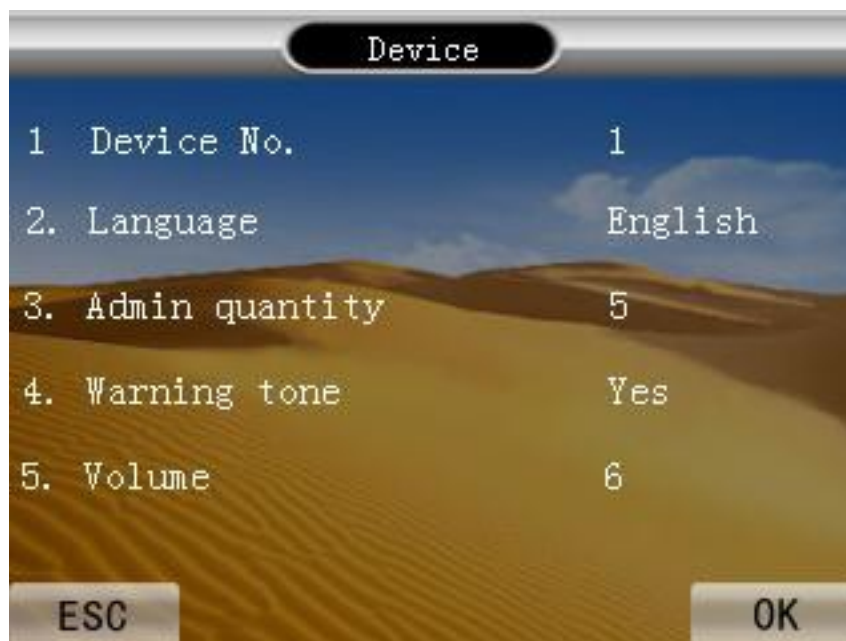 Device
1 Device No. 1
2. Language English
3. Admin quantity 5
4. Warning tone Yes
5. Volume 6
ESC OK